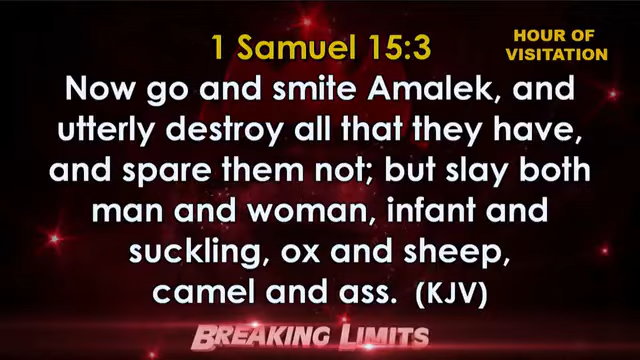 1 Samuel 15:3
HOUR OF
VISITATION
Now go and smite Amalek, and
utterly destroy all that they have,
and spare them not; but slay both
man and woman, infant and
suckling, ox and sheep,
camel and ass. (KJV)
BREAKING LIMITS